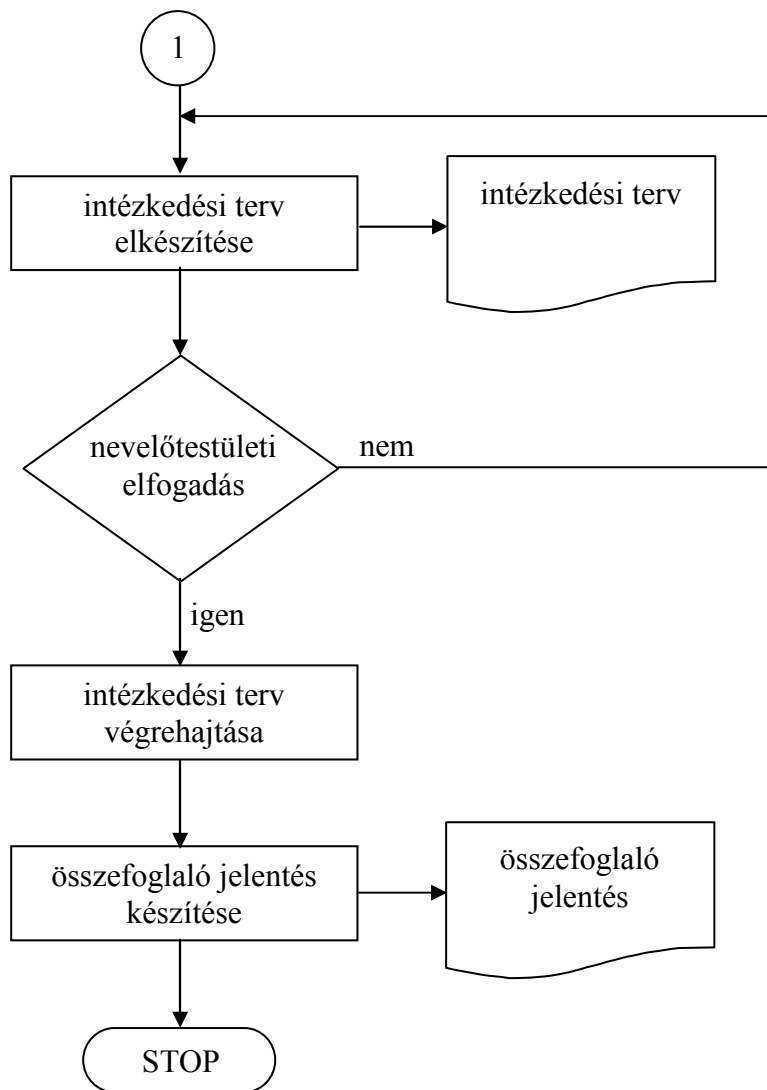 1
intézkedési terv
elkészítése
intézkedési terv
nevelőtestületi
elfogadás
nem
igen
intézkedési terv
végrehajtása
összefoglaló jelentés
készítése
összefoglaló
jelentés
STOP